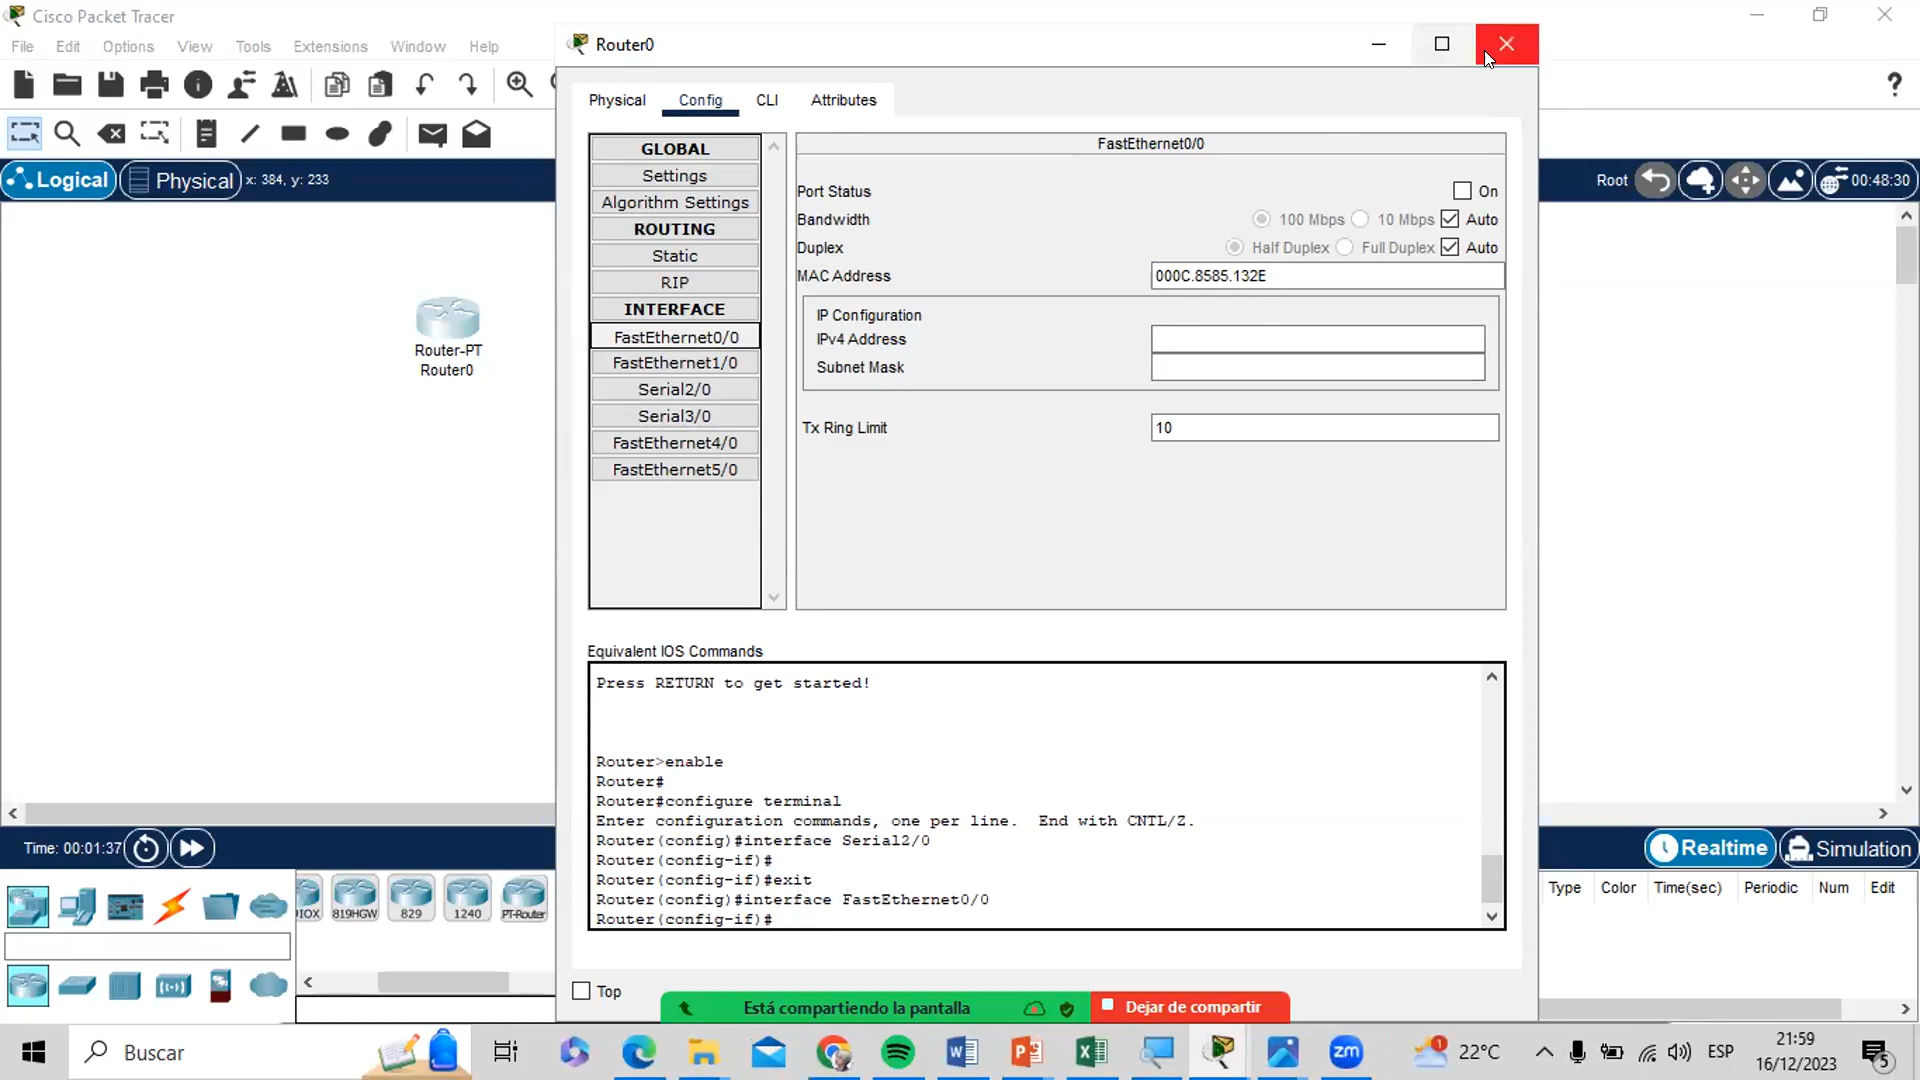 Cisco Packet Tracer
File Edit Options View Tools Extensions Window Help
Logical
Physical
x: 384, y: 233
Root
00:48:30
Router-PT
Router0
Router0
Physical Config CLI Attributes
GLOBAL
Settings
Algorithm Settings
ROUTING
Static
RIP
INTERFACE
FastEthernet0/0
FastEthernet1/0
Serial2/0
Serial3/0
FastEthernet4/0
FastEthernet5/0
FastEthernet0/0
Port Status On
Bandwidth 100 Mbps 10 Mbps Auto
Duplex Half Duplex Full Duplex Auto
MAC Address 000C.8585.132E
IP Configuration
IPv4 Address
Subnet Mask
Tx Ring Limit 10
Equivalent IOS Commands
Press RETURN to get started!
Router>enable
Router#
Router#configure terminal
Enter configuration commands, one per line. End with CNTL/Z.
Router(config)#interface Serial2/0
Router(config-if)#
Router(config-if)#exit
Router(config)#interface FastEthernet0/0
Router(config-if)#
Top
Time: 00:01:37
Realtime
Simulation
IOX 819HGW 829 1240 PT-Router
Type Color Time(sec) Periodic Num Edit
Está compartiendo la pantalla
Dejar de compartir
Buscar
zm
1
22°C
ESP
21:59
16/12/2023
5